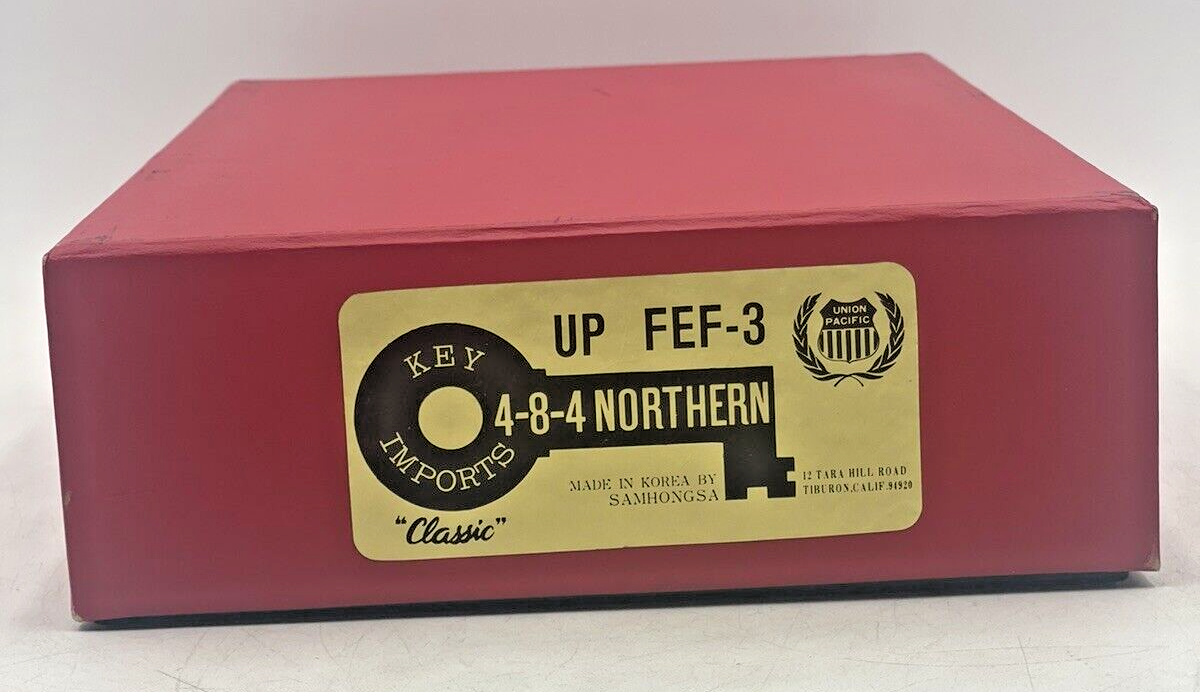 UP FEF-3
UNION
PACIFIC
KEY
IMPORTS
4-8-4 NORTHERN
MADE IN KOREA BY
SAMHONGSA
12 TARA HILL ROAD
TIBURON,CALIF.94920
"Classic"